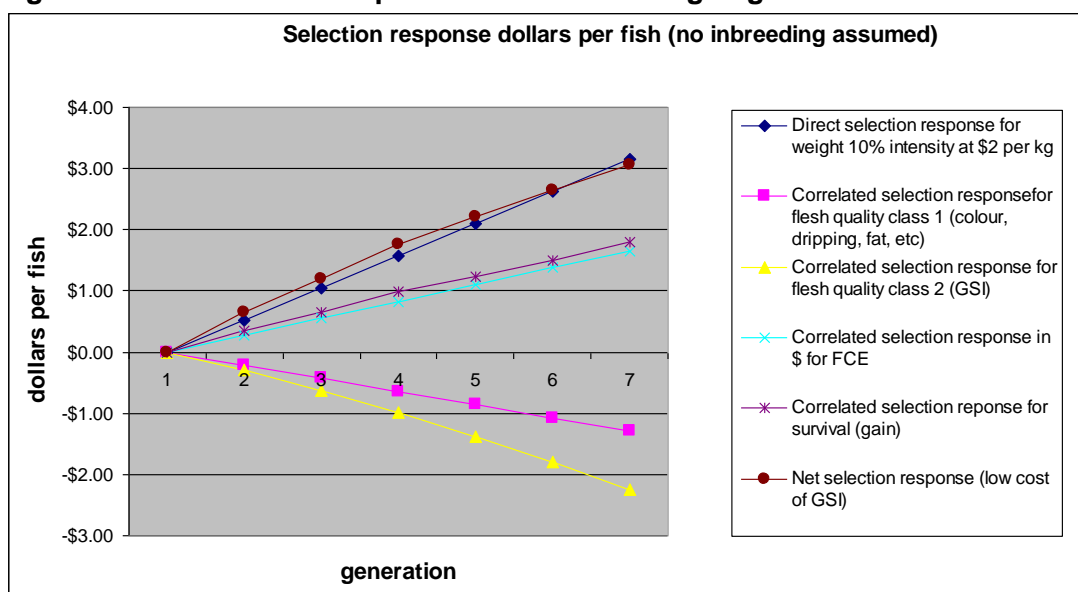 Selection response dollars per fish (no inbreeding assumed)
$4.00
$3.00
$2.00
$1.00
$0.00
-$1.00
-$2.00
-$3.00
dollars per fish
1 2 3 4 5 6 7
generation
Direct selection response for
weight 10% intensity at $2 per kg
Correlated selection responsefor
flesh quality class 1 (colour,
dripping, fat, etc)
Correlated selection response for
flesh quality class 2 (GSI)
Correlated selection response in
$ for FCE
Correlated selection reponse for
survival (gain)
Net selection response (low cost
of GSI)